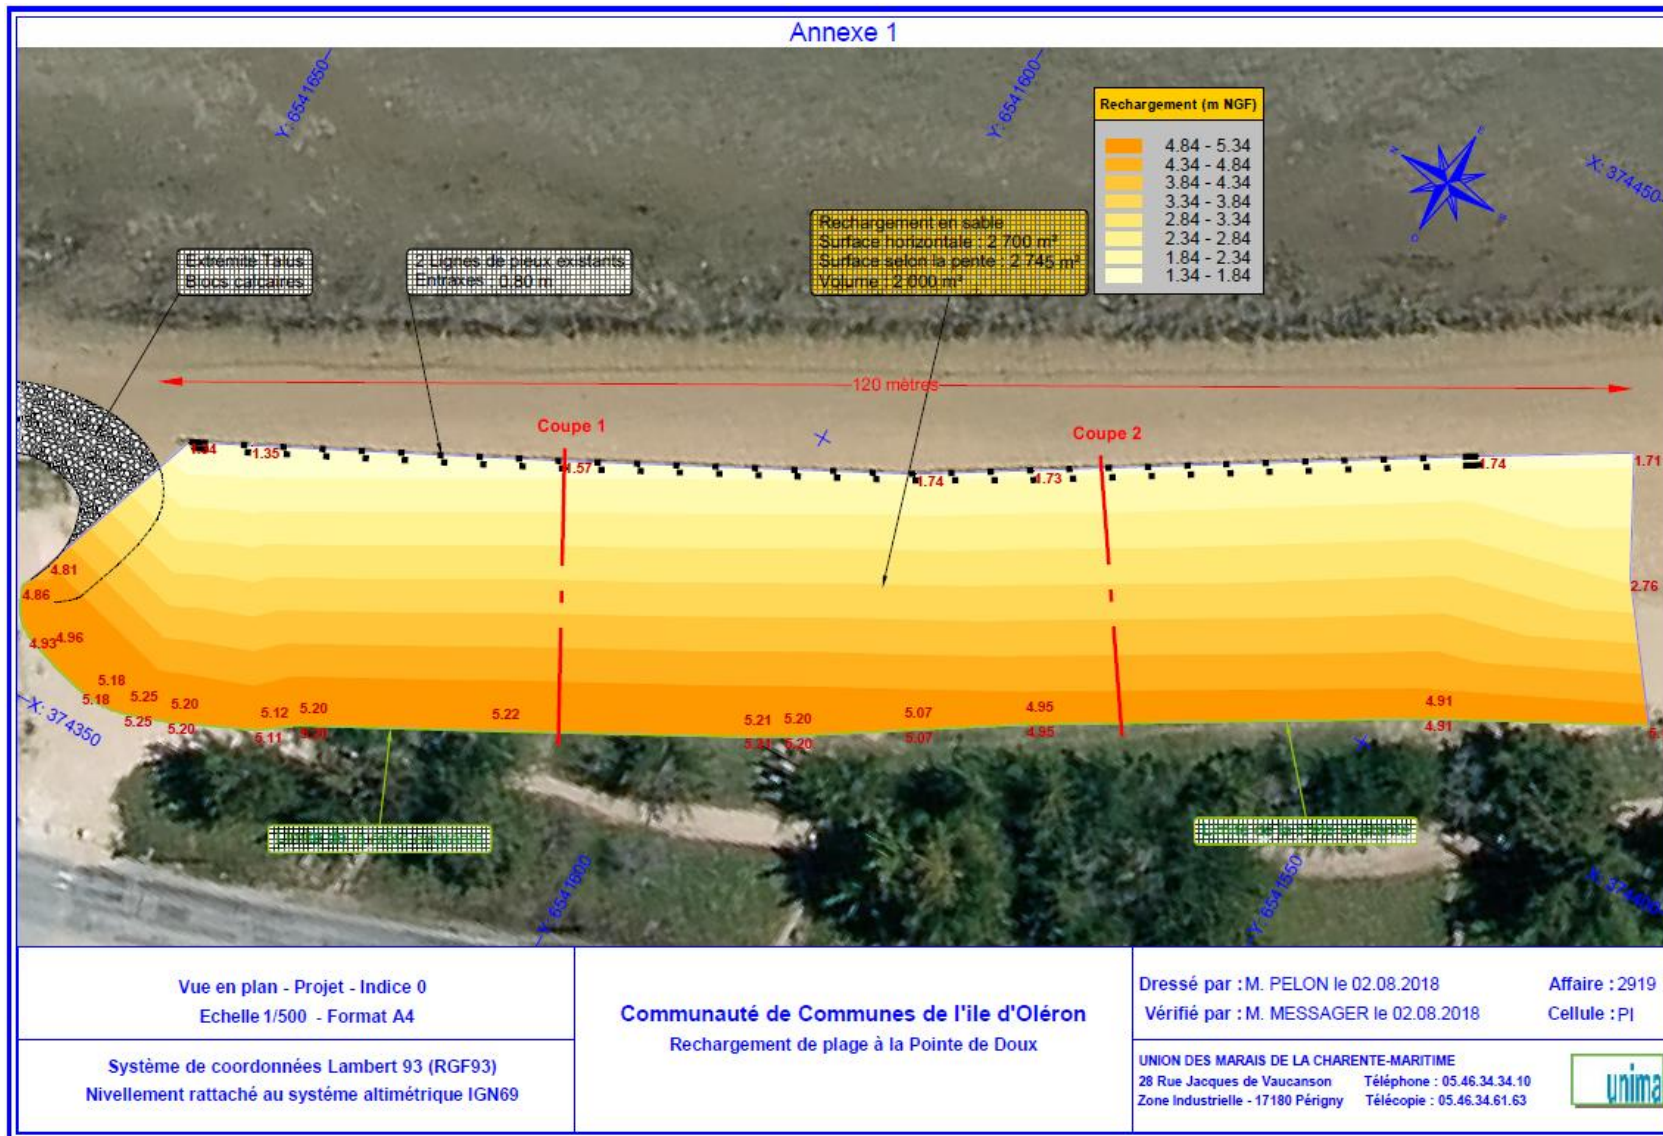 Annexe 1
Y: 6541650
Y: 6541600
Rechargement (m NGF)
4.84 - 5.34
4.34 - 4.84
3.84 - 4.34
3.34 - 3.84
2.84 - 3.34
2.34 - 2.84
1.84 - 2.34
1.34 - 1.84
N
E
S
O
X: 374450
Extrémité Talus
Blocs calcaires
2 Lignes de pieux existants
Entraxes : 0.80 m
Rechargement en sable
Surface horizontale : 2 700 m²
Surface selon la pente : 2 745 m²
Volume : 2 000 m³
120 mètres
Coupe 1
Coupe 2
1.35
1.57
1.74
1.73
1.74
1.71
4.81
4.86
2.76
4.93
4.96
5.18
5.18
5.25
5.25
5.20
5.20
5.12
5.11
5.20
5.22
5.21
5.21
5.20
5.20
5.07
5.07
4.95
4.95
4.91
4.91
X: 374350
Y: 6541600
Y: 6541550
X: 374400
Vue en plan - Projet - Indice 0
Echelle 1/500 - Format A4
Système de coordonnées Lambert 93 (RGF93)
Nivellement rattaché au systéme altimétrique IGN69
Communauté de Communes de l'ile d'Oléron
Rechargement de plage à la Pointe de Doux
Dressé par : M. PELON le 02.08.2018 Affaire : 2919
Vérifié par : M. MESSAGER le 02.08.2018 Cellule : PI
UNION DES MARAIS DE LA CHARENTE-MARITIME
28 Rue Jacques de Vaucanson Téléphone : 05.46.34.34.10
Zone Industrielle - 17180 Périgny Télécopie : 05.46.34.61.63
unima